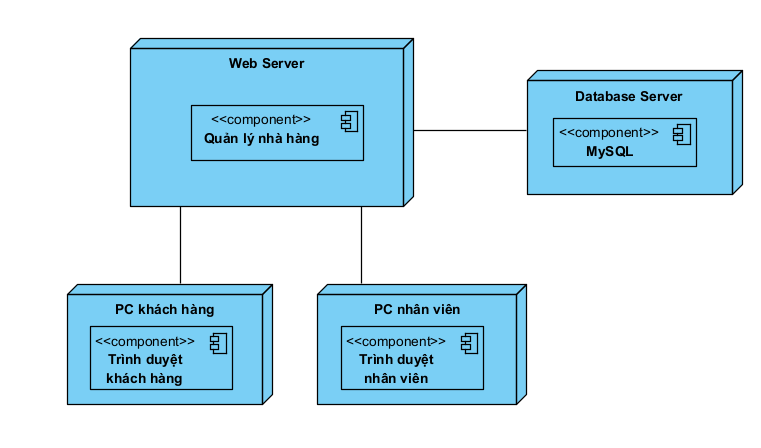 Web Server
<<component>>
Quản lý nhà hàng
Database Server
<<component>>
MySQL
PC khách hàng
<<component>>
Trình duyệt
khách hàng
PC nhân viên
<<component>>
Trình duyệt
nhân viên